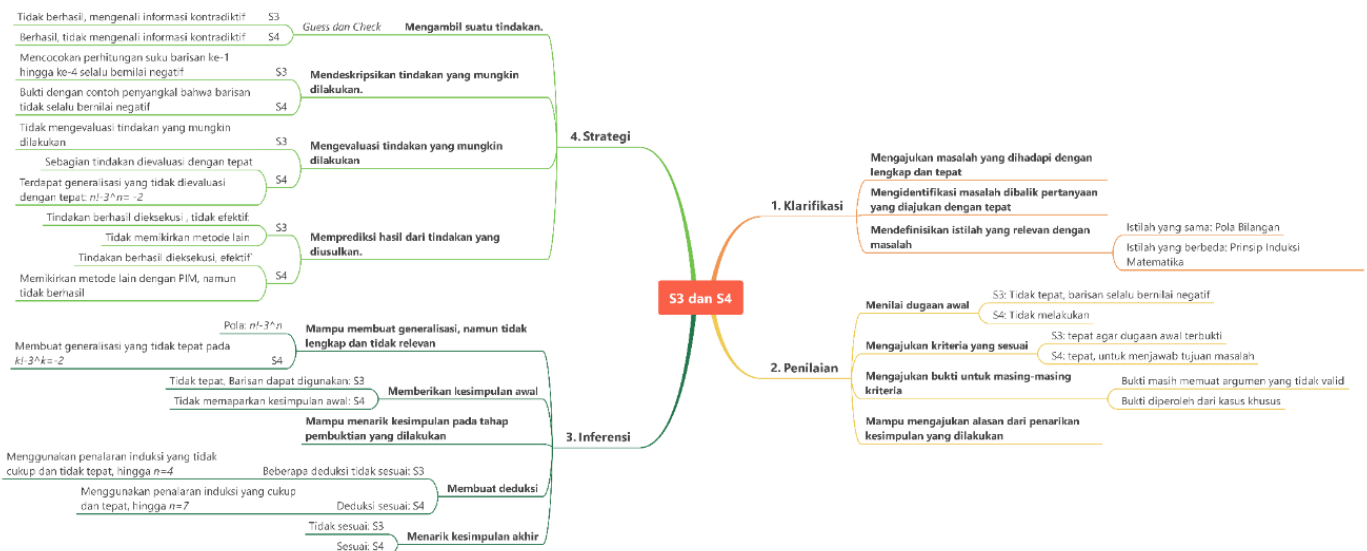 S3 dan S4
1. Klarifikasi
Mengajukan masalah yang dihadapi dengan
lengkap dan tepat
Mengidentifikasi masalah dibalik pertanyaan
yang diajukan dengan tepat
Mendefinisikan istilah yang relevan dengan
masalah
Istilah yang sama: Pola Bilangan
Istilah yang berbeda: Prinsip Induksi
Matematika
2. Penilaian
Menilai dugaan awal
S3: Tidak tepat, barisan selalu bernilai negatif
S4: Tidak melakukan
Mengajukan kriteria yang sesuai
S3: tepat agar dugaan awal terbukti
S4: tepat, untuk menjawab tujuan masalah
Mengajukan bukti untuk masing-masing
kriteria
Bukti masih memuat argumen yang tidak valid
Bukti diperoleh dari kasus khusus
Mampu mengajukan alasan dari penarikan
kesimpulan yang dilakukan
3. Inferensi
Mampu membuat generalisasi, namun tidak
lengkap dan tidak relevan
Pola: n!-3^n
Membuat generalisasi yang tidak tepat pada
k!-3^k=-2
S4
Memberikan kesimpulan awal
Tidak tepat, Barisan dapat digunakan: S3
Tidak memaparkan kesimpulan awal: S4
Mampu menarik kesimpulan pada tahap
pembuktian yang dilakukan
Membuat deduksi
Beberapa deduksi tidak sesuai: S3
Menggunakan penalaran induksi yang tidak
cukup dan tidak tepat, hingga n=4
Deduksi sesuai: S4
Menggunakan penalaran induksi yang cukup
dan tepat, hingga n=7
Menarik kesimpulan akhir
Tidak sesuai: S3
Sesuai: S4
4. Strategi
Mengambil suatu tindakan.
Guess dan Check
Tidak berhasil, mengenali informasi kontradiktif
S3
Berhasil, tidak mengenali informasi kontradiktif
S4
Mendeskripsikan tindakan yang mungkin
dilakukan.
Mencocokan perhitungan suku barisan ke-1
hingga ke-4 selalu bernilai negatif
S3
Bukti dengan contoh penyangkal bahwa barisan
tidak selalu bernilai negatif
S4
Mengevaluasi tindakan yang mungkin
dilakukan
Tidak mengevaluasi tindakan yang mungkin
dilakukan
S3
Sebagian tindakan dievaluasi dengan tepat
Terdapat generalisasi yang tidak dievaluasi
dengan tepat: n!-3^n= -2
S4
Memprediksi hasil dari tindakan yang
diusulkan.
Tindakan berhasil dieksekusi , tidak efektif:
Tidak memikirkan metode lain
S3
Tindakan berhasil dieksekusi, efektif
Memikirkan metode lain dengan PIM, namun
tidak berhasil
S4